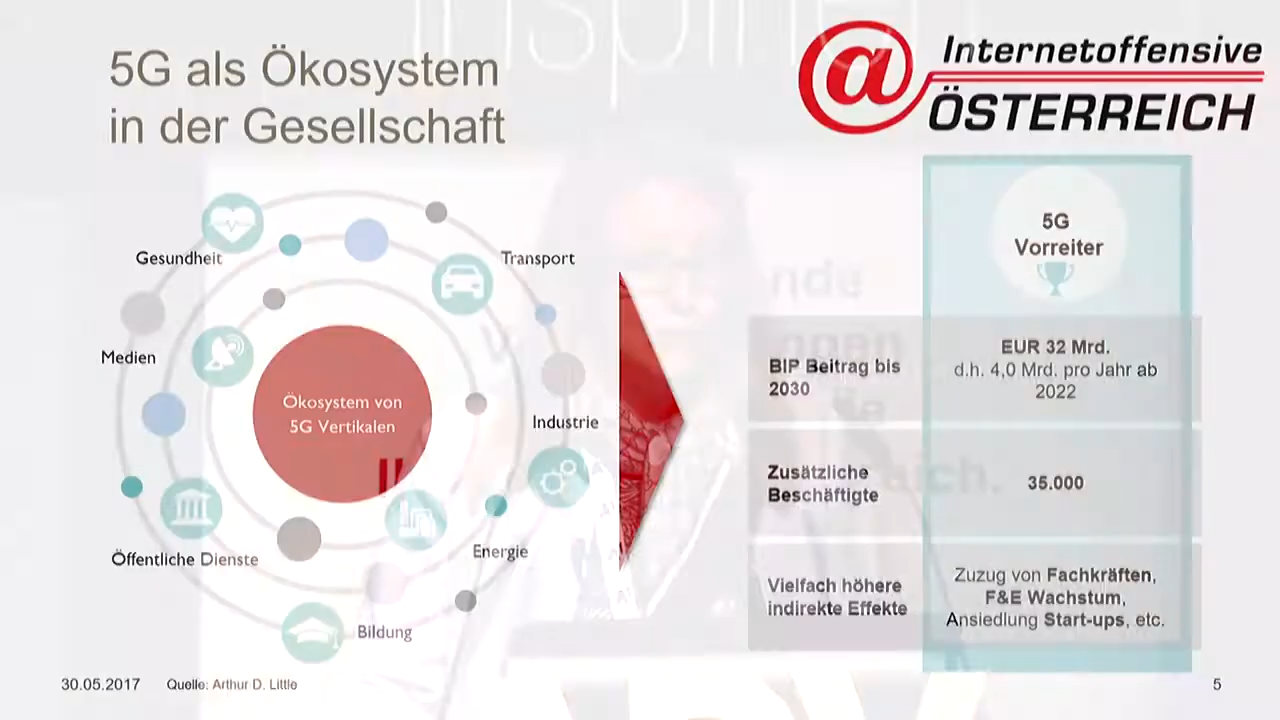 5G als Ökosystem
in der Gesellschaft
@ Internetoffensive
ÖSTERREICH
Gesundheit
Transport
Medien
Industrie
Ökosystem von
5G Vertikalen
Öffentliche Dienste
Energie
Bildung
5G
Vorreiter
BIP Beitrag bis
2030
EUR 32 Mrd.
d.h. 4,0 Mrd. pro Jahr ab
2022
Zusätzliche
Beschäftigte
35.000
Vielfach höhere
indirekte Effekte
Zuzug von Fachkräften,
F&E Wachstum,
Ansiedlung Start-ups, etc.
30.05.2017
Quelle: Arthur D. Little
5